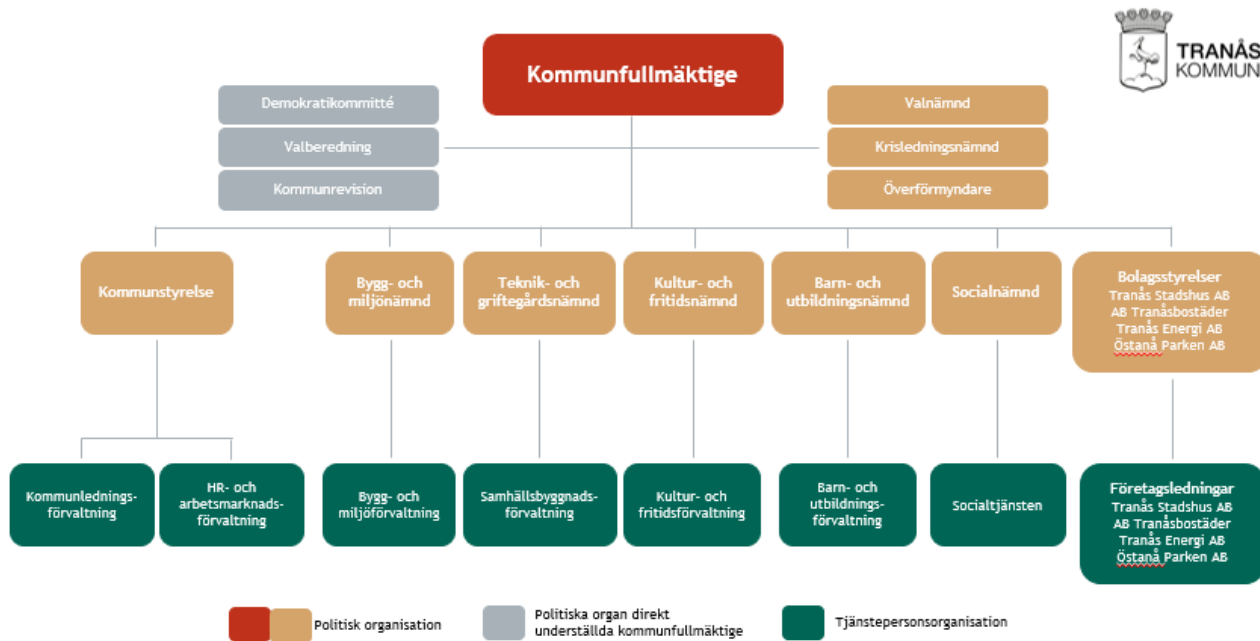 Kommunfullmäktige
TRANÅS
KOMMUN
Demokratikommitté
Valberedning
Kommunrevision
Valnämnd
Krisledningsnämnd
Överförmyndare
Kommunstyrelse
Bygg- och
miljönämnd
Teknik- och
griftegårdsnämnd
Kultur- och
fritidsnämnd
Barn- och
utbildningsnämnd
Socialnämnd
Bolagsstyrelser
Tranås Stadshus AB
AB Tranåsbostäder
Tranås Energi AB
Östanå Parken AB
Kommunlednings-
förvaltning
HR- och
arbetsmarknads-
förvaltning
Bygg- och
miljöförvaltning
Samhällsbyggnads-
förvaltning
Kultur- och
fritidsförvaltning
Barn- och
utbildnings-
förvaltning
Socialtjänsten
Företagsledningar
Tranås Stadshus AB
AB Tranåsbostäder
Tranås Energi AB
Östanå Parken AB
Politisk organisation
Politiska organ direkt
underställda kommunfullmäktige
Tjänstepersonsorganisation